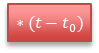 ∗ (𝑡 − 𝑡₀)